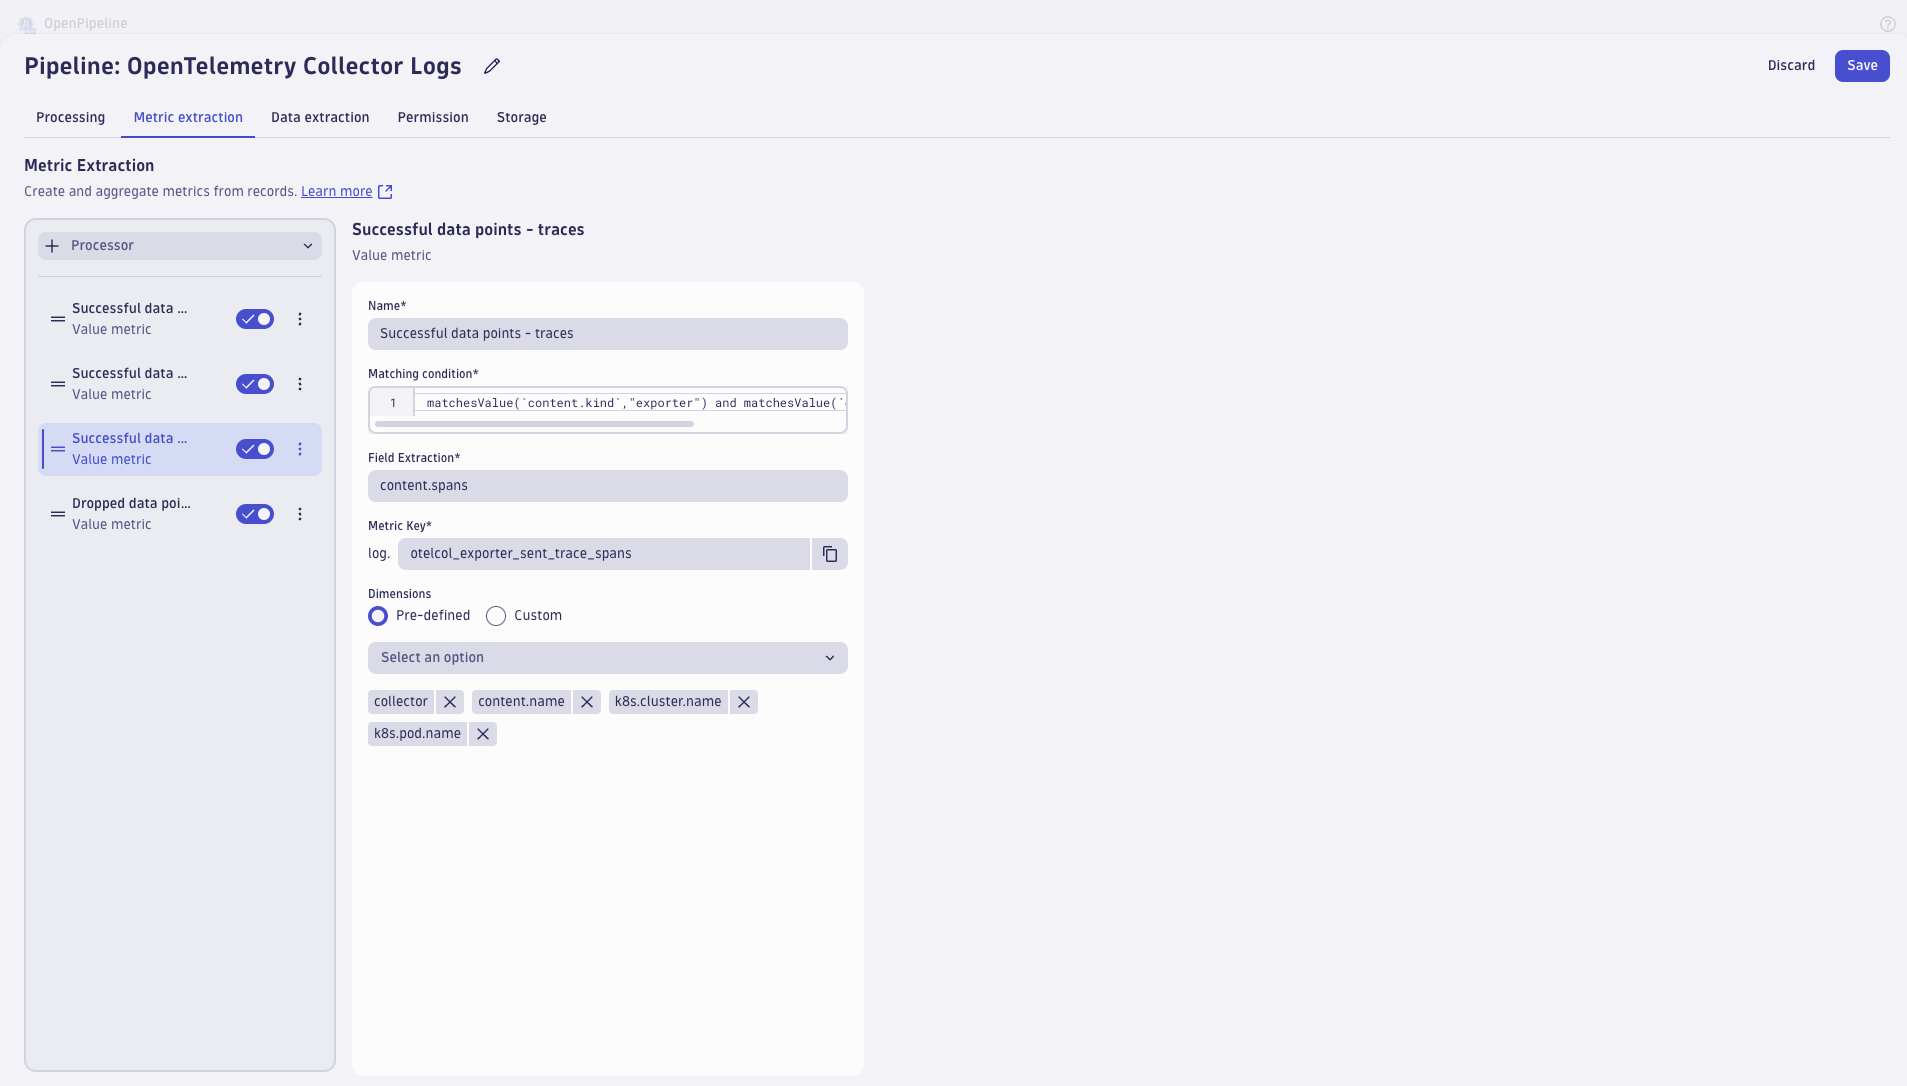 OpenPipeline
Pipeline: OpenTelemetry Collector Logs
Discard
Save
Processing
Metric extraction
Data extraction
Permission
Storage
Metric Extraction
Create and aggregate metrics from records. Learn more
Processor
Successful data ...
Value metric
Successful data ...
Value metric
Successful data ...
Value metric
Dropped data poi...
Value metric
Successful data points - traces
Value metric
Name*
Successful data points - traces
Matching condition*
1 matchesValue(`content.kind`,"exporter") and matchesValue(`
Field Extraction*
content.spans
Metric Key*
log. otelcol_exporter_sent_trace_spans
Dimensions
Pre-defined Custom
Select an option
collector content.name k8s.cluster.name
k8s.pod.name